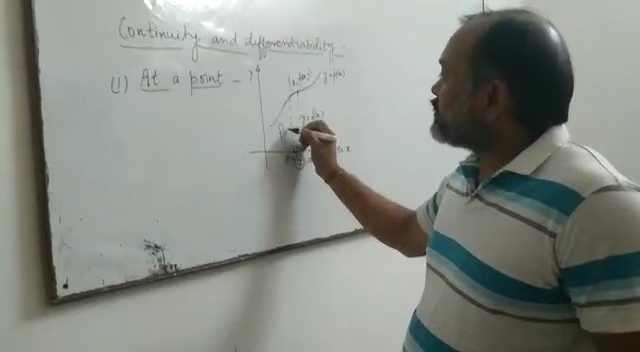 Continuity and differentiability.
(i) At a point -
y=f(x)